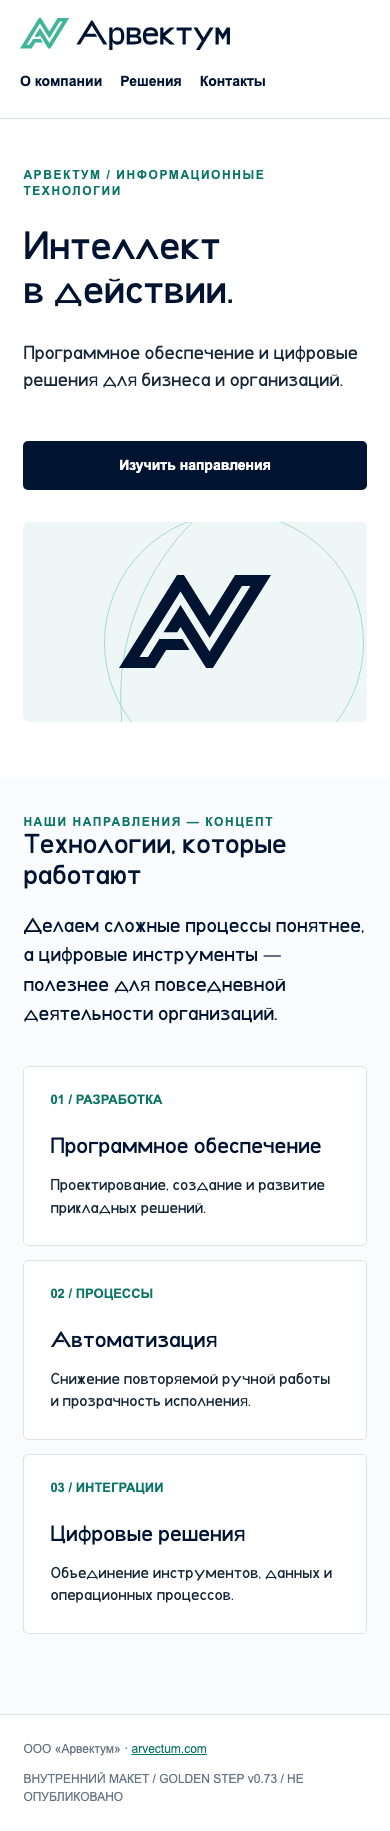 Арвектум
О компании Решения Контакты
АРВЕКТУМ / ИНФОРМАЦИОННЫЕ
ТЕХНОЛОГИИ
Интеллект
в действии.
Программное обеспечение и цифровые
решения для бизнеса и организаций.
Изучить направления
НАШИ НАПРАВЛЕНИЯ — КОНЦЕПТ
Технологии, которые
работают
Делаем сложные процессы понятнее,
а цифровые инструменты —
полезнее для повседневной
деятельности организаций.
01 / РАЗРАБОТКА
Программное обеспечение
Проектирование, создание и развитие
прикладных решений.
02 / ПРОЦЕССЫ
Автоматизация
Снижение повторяемой ручной работы
и прозрачность исполнения.
03 / ИНТЕГРАЦИИ
Цифровые решения
Объединение инструментов, данных и
операционных процессов.
ООО «Арвектум» · arvectum.com
ВНУТРЕННИЙ МАКЕТ / GOLDEN STEP v0.73 / НЕ
ОПУБЛИКОВАНО